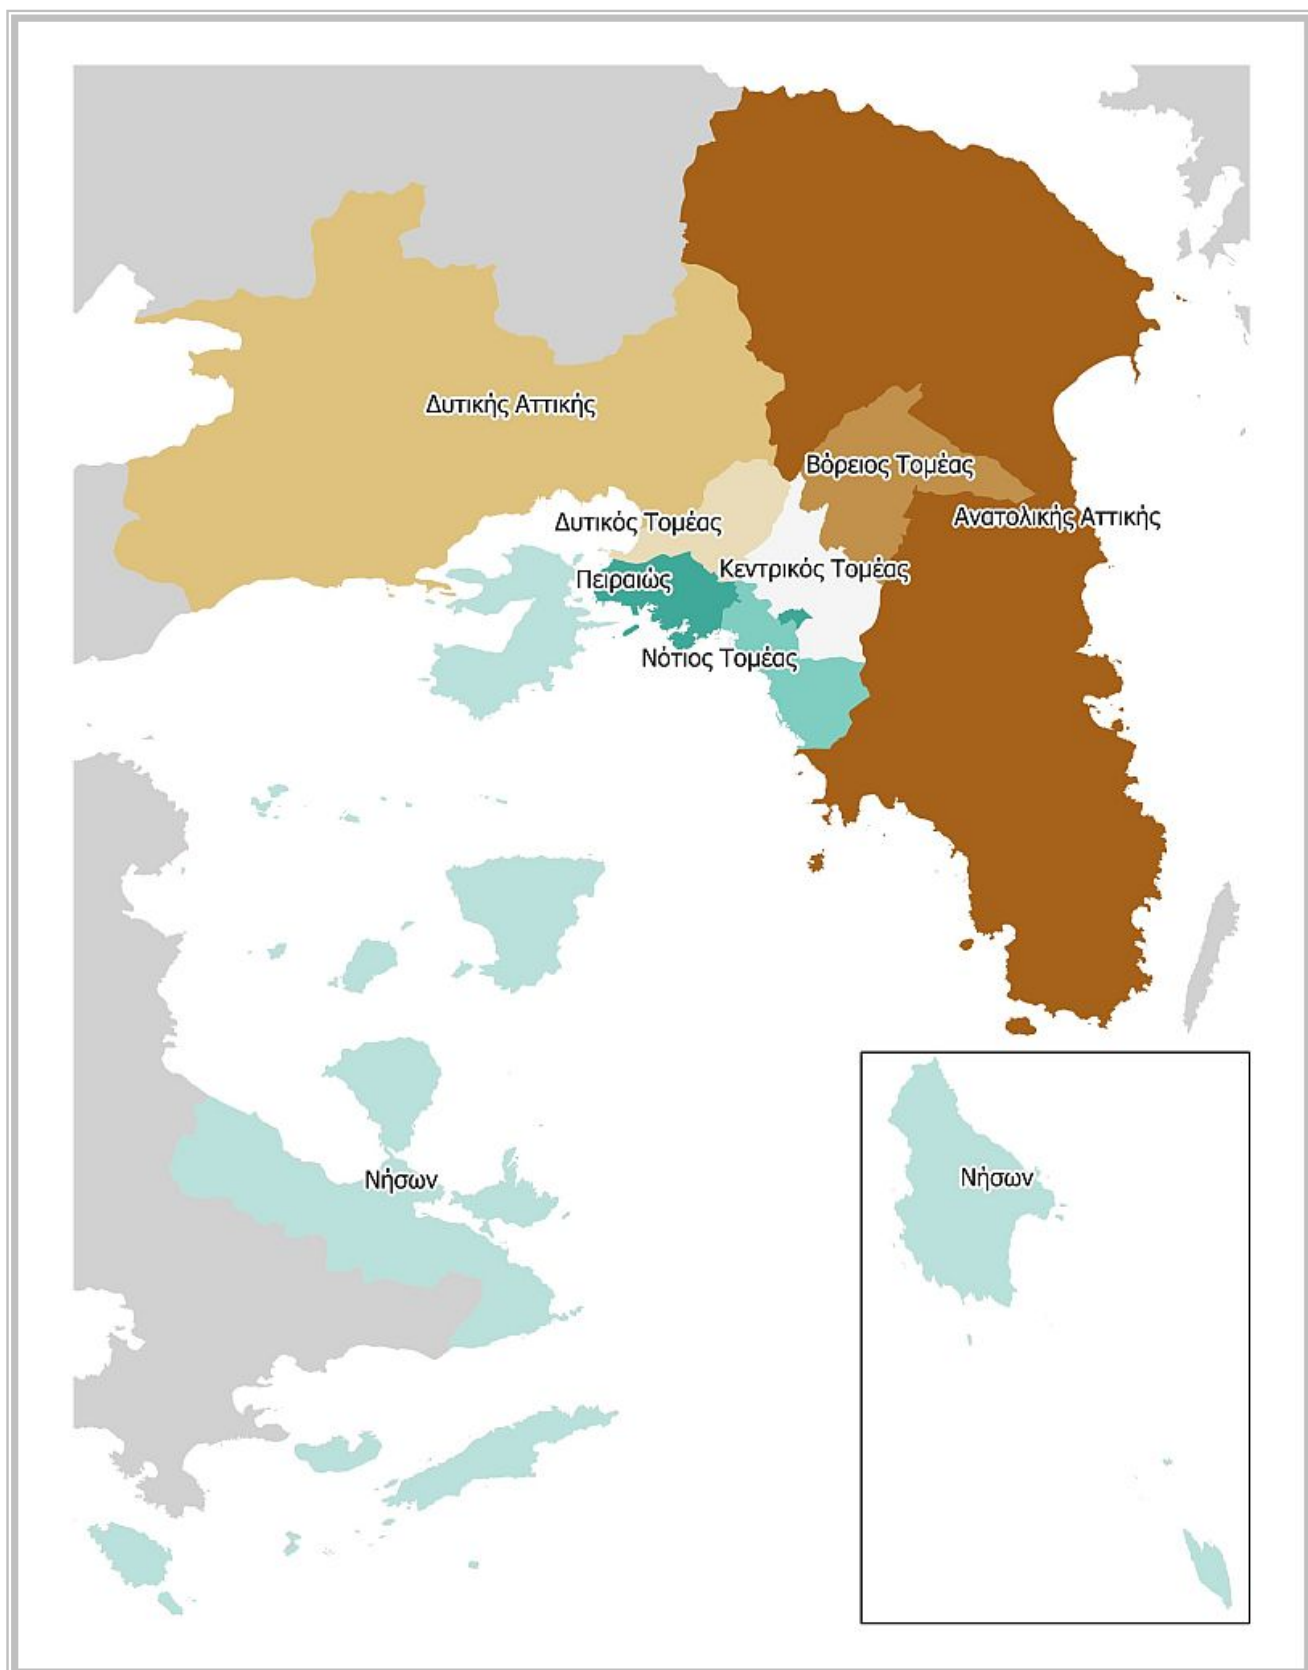 Δυτικής Αττικής
Βόρειος Τομέας
Ανατολικής Αττικής
Δυτικός Τομέας
Κεντρικός Τομέας
Πειραιώς
Νότιος Τομέας
Νήσων
Νήσων